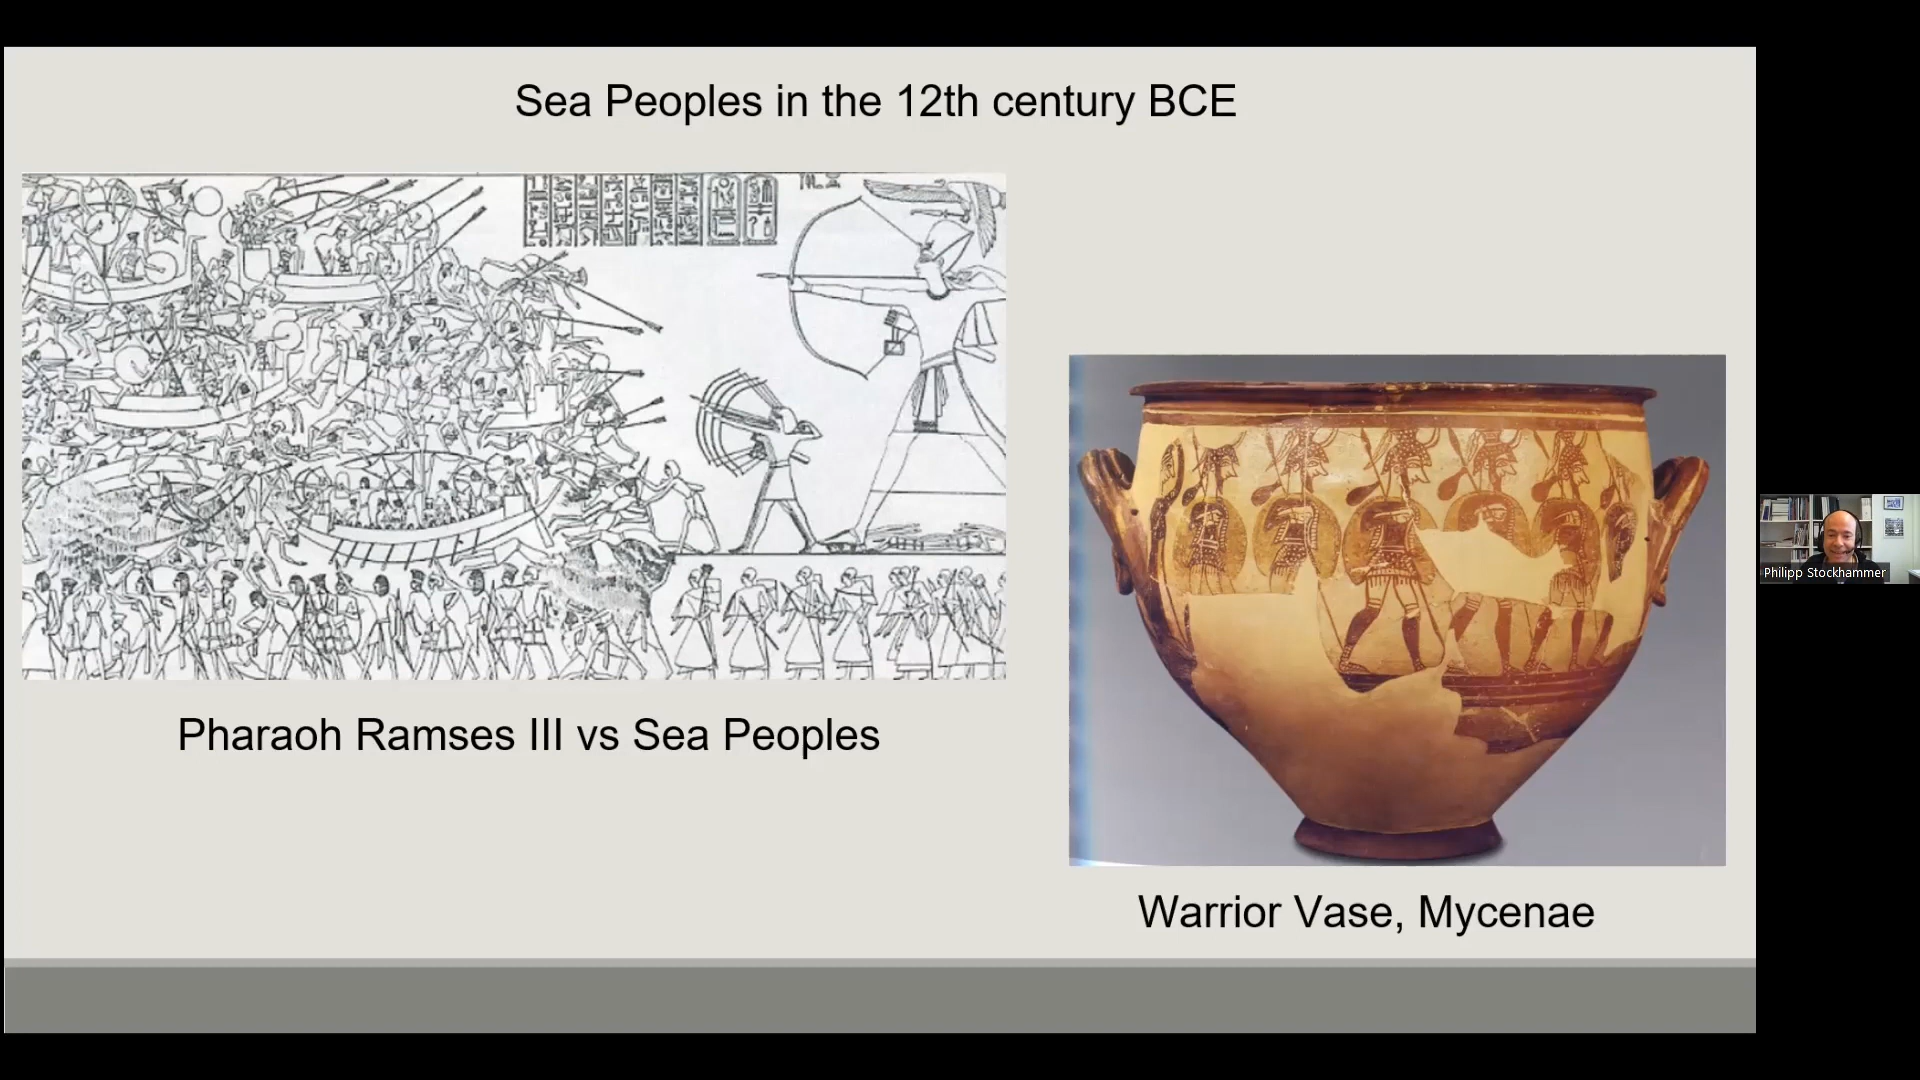 Sea Peoples in the 12th century BCE
Pharaoh Ramses III vs Sea Peoples
Warrior Vase, Mycenae
Philipp Stockhammer